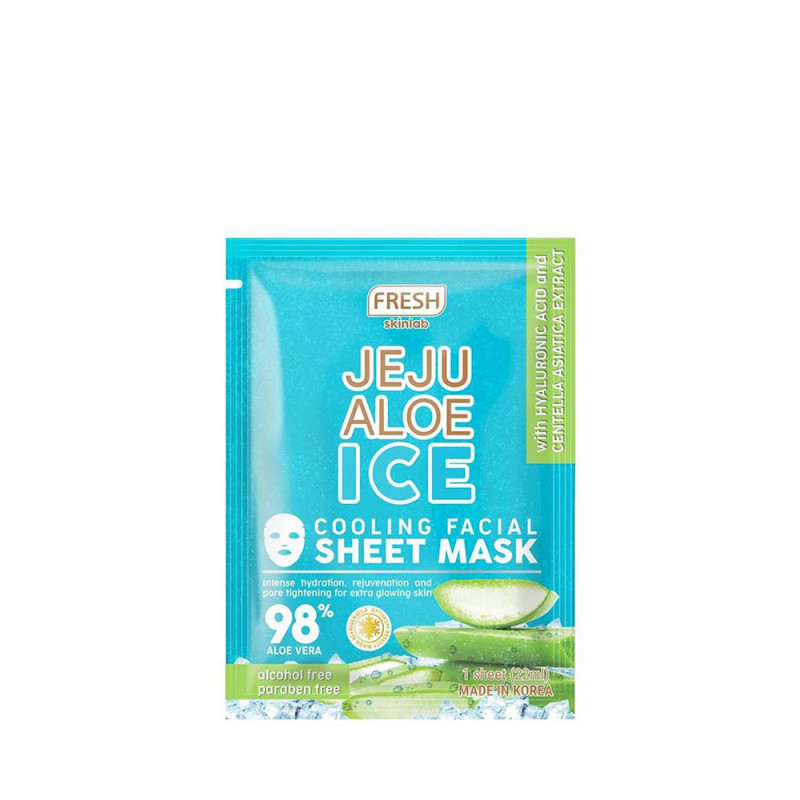 FRESH
skinlab
JEJU
ALOE
ICE
COOLING FACIAL
SHEET MASK
Intense hydration, rejuvenation and
pore tightening for extra glowing skin
98%
ALOE VERA
alcohol free
paraben free
1 sheet (22ml)
MADE IN KOREA
with HYALURONIC ACID and
CENTELLA ASIATICA EXTRACT